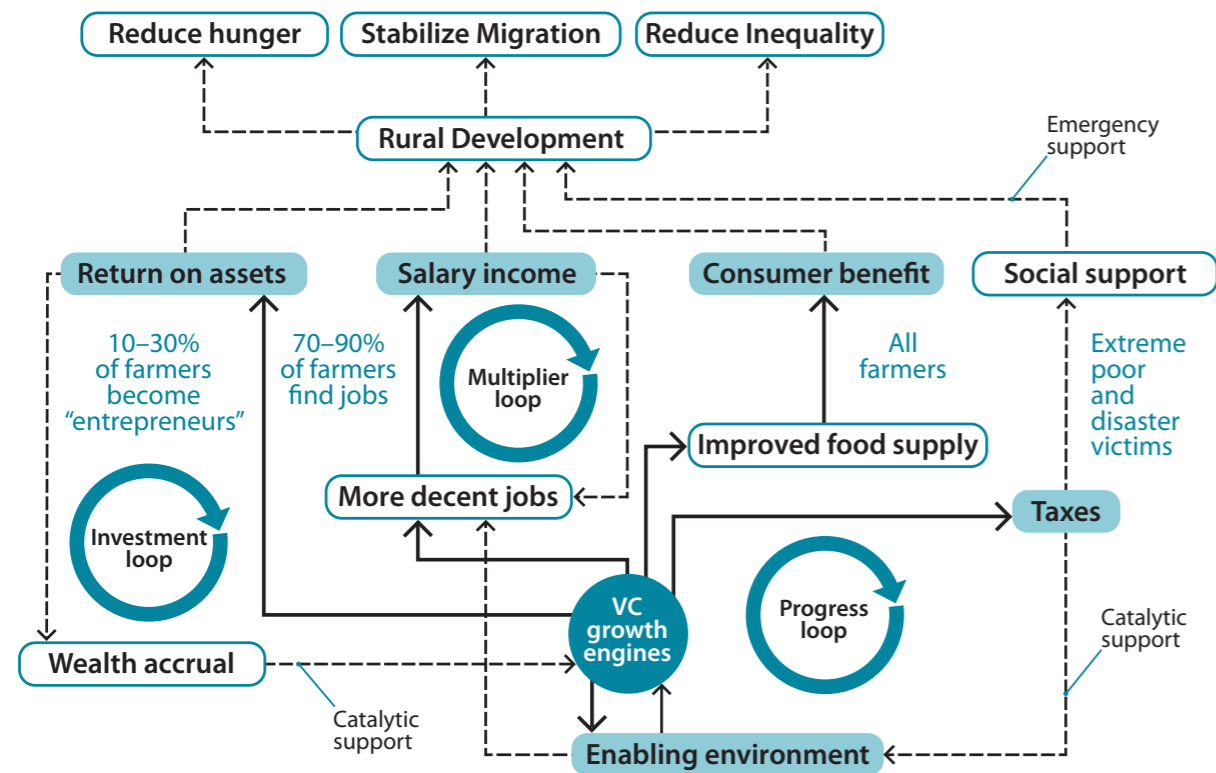 Reduce hunger
Stabilize Migration
Reduce Inequality
Rural Development
Emergency
support
Return on assets
Salary income
Consumer benefit
Social support
10–30%
of farmers
become
“entrepreneurs”
70–90%
of farmers
find jobs
Multiplier
loop
All
farmers
Extreme
poor
and
disaster
victims
Improved food supply
More decent jobs
Taxes
Investment
loop
VC
growth
engines
Progress
loop
Wealth accrual
Catalytic
support
Catalytic
support
Enabling environment